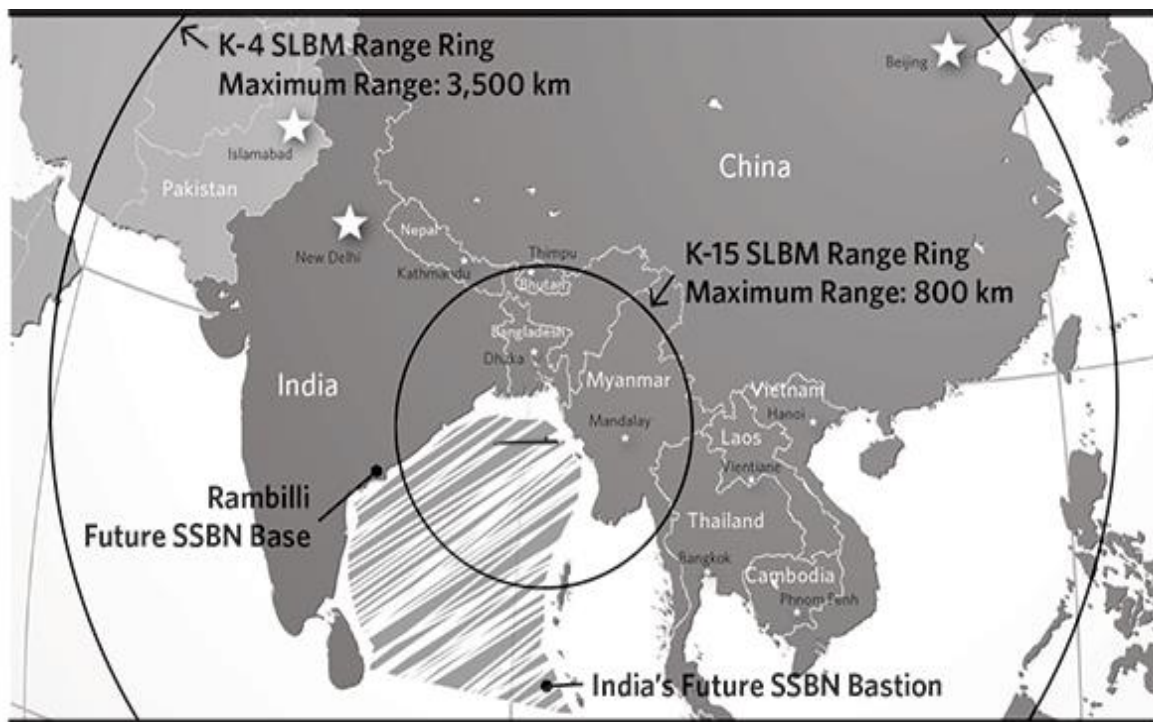 K-4 SLBM Range Ring
Maximum Range: 3,500 km
Beijing
Islamabad
Pakistan
China
Nepal
New Delhi
Kathmandu
Thimpu
Bhutan
K-15 SLBM Range Ring
Maximum Range: 800 km
Bangladesh
Dhaka
India
Myanmar
Mandalay
Vietnam
Hanoi
Laos
Vientiane
Rambilli
Future SSBN Base
Thailand
Bangkok
Cambodia
Phnom Penh
India's Future SSBN Bastion